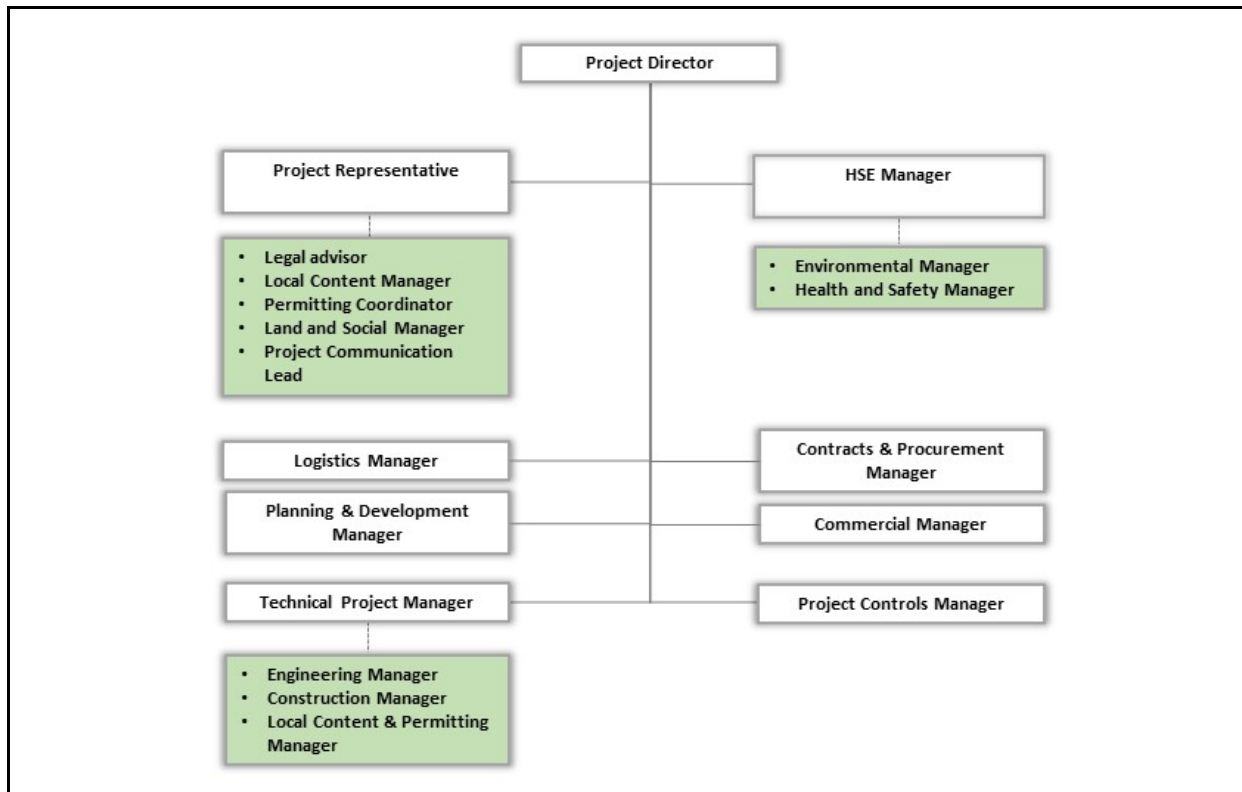 Project Director
Project Representative
HSE Manager
• Legal advisor
• Local Content Manager
• Permitting Coordinator
• Land and Social Manager
• Project Communication
Lead
• Environmental Manager
• Health and Safety Manager
Logistics Manager
Contracts & Procurement
Manager
Planning & Development
Manager
Commercial Manager
Technical Project Manager
Project Controls Manager
• Engineering Manager
• Construction Manager
• Local Content & Permitting
Manager